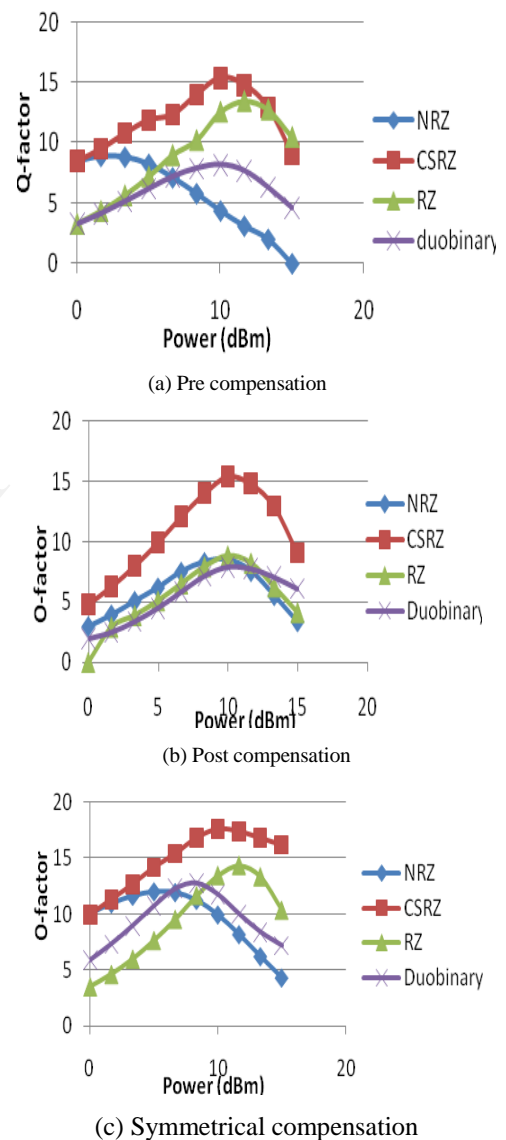 20
15
10
5
0
Q-factor
0 10 20
Power (dBm)
NRZ
CSRZ
RZ
duobinary
(a) Pre compensation
20
15
10
5
0
O-factor
0 5 10 15 20
Power (dBm)
NRZ
CSRZ
RZ
Duobinary
(b) Post compensation
20
15
10
5
0
O-factor
0 10 20
Power (dBm)
NRZ
CSRZ
RZ
Duobinary
(c) Symmetrical compensation